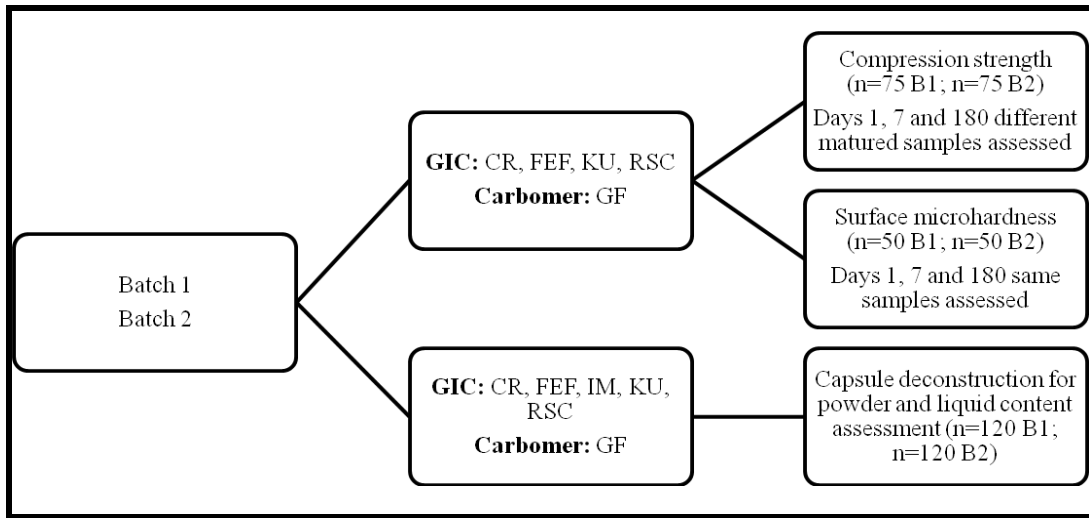 Batch 1
Batch 2
GIC: CR, FEF, KU, RSC
Carbomer: GF
GIC: CR, FEF, IM, KU,
RSC
Carbomer: GF
Compression strength
(n=75 B1; n=75 B2)
Days 1, 7 and 180 different
matured samples assessed
Surface microhardness
(n=50 B1; n=50 B2)
Days 1, 7 and 180 same
samples assessed
Capsule deconstruction for
powder and liquid content
assessment (n=120 B1;
n=120 B2)